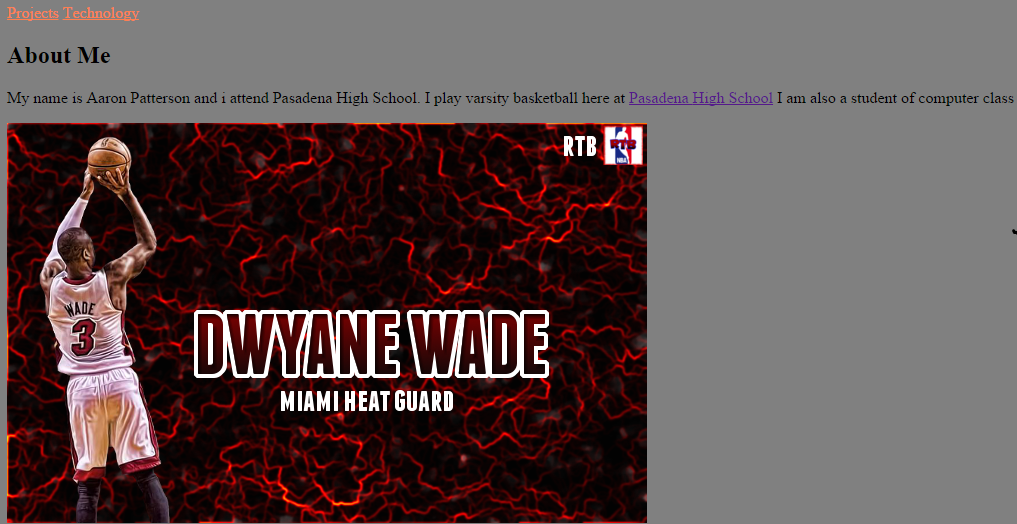 Projects Technology
About Me
My name is Aaron Patterson and i attend Pasadena High School. I play varsity basketball here at Pasadena High School I am also a student of computer class
RTB
RTB
NBA
WADE
3
DWYANE WADE
MIAMI HEAT GUARD